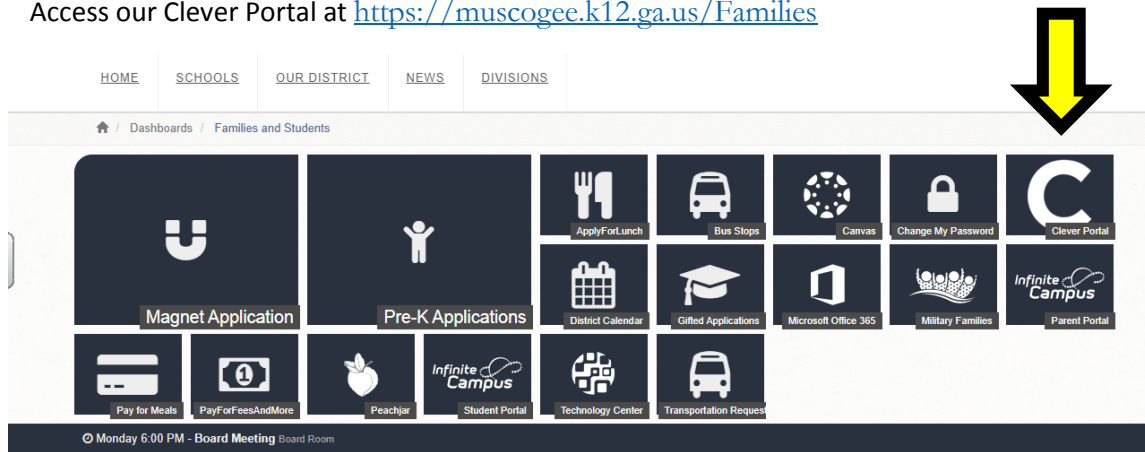 Access our Clever Portal at https://muscogee.k12.ga.us/Families
HOME SCHOOLS OUR DISTRICT NEWS DIVISIONS
/ Dashboards / Families and Students
ApplyForLunch Bus Stops Canvas Change My Password Clever Portal
Infinite
Campus
Magnet Application Pre-K Applications District Calendar Gifted Applications Microsoft Office 365 Military Families Parent Portal
1 Infinite
Campus
Pay for Meals PayForFeesAndMore Peachjar Student Portal Technology Center Transportation Request
Monday 6:00 PM - Board Meeting Board Room